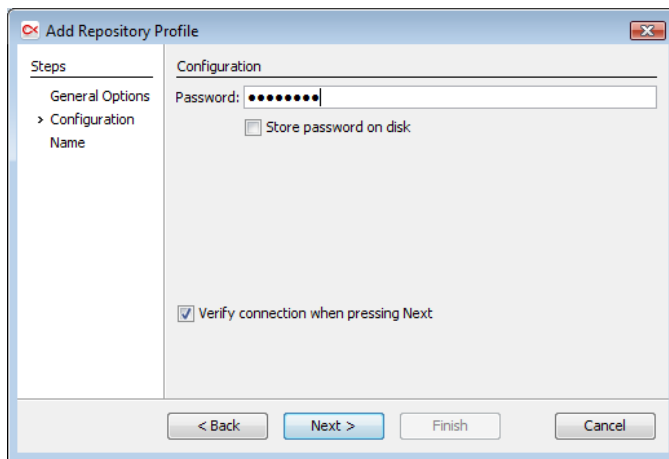 Add Repository Profile
Steps
General Options
> Configuration
Name
Configuration
Password: ●●●●●●●●
Store password on disk
Verify connection when pressing Next
< Back
Next >
Finish
Cancel